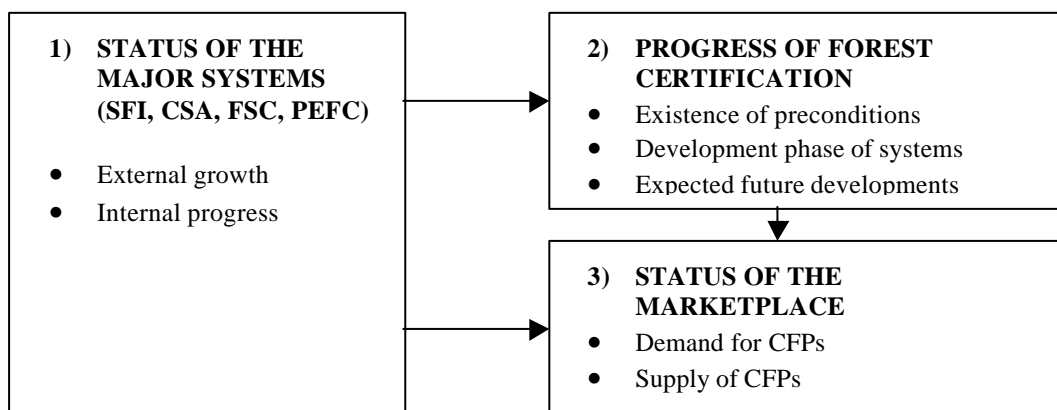 1) STATUS OF THE
MAJOR SYSTEMS
(SFI, CSA, FSC, PEFC)
• External growth
• Internal progress
2) PROGRESS OF FOREST
CERTIFICATION
• Existence of preconditions
• Development phase of systems
• Expected future developments
3) STATUS OF THE
MARKETPLACE
• Demand for CFPs
• Supply of CFPs